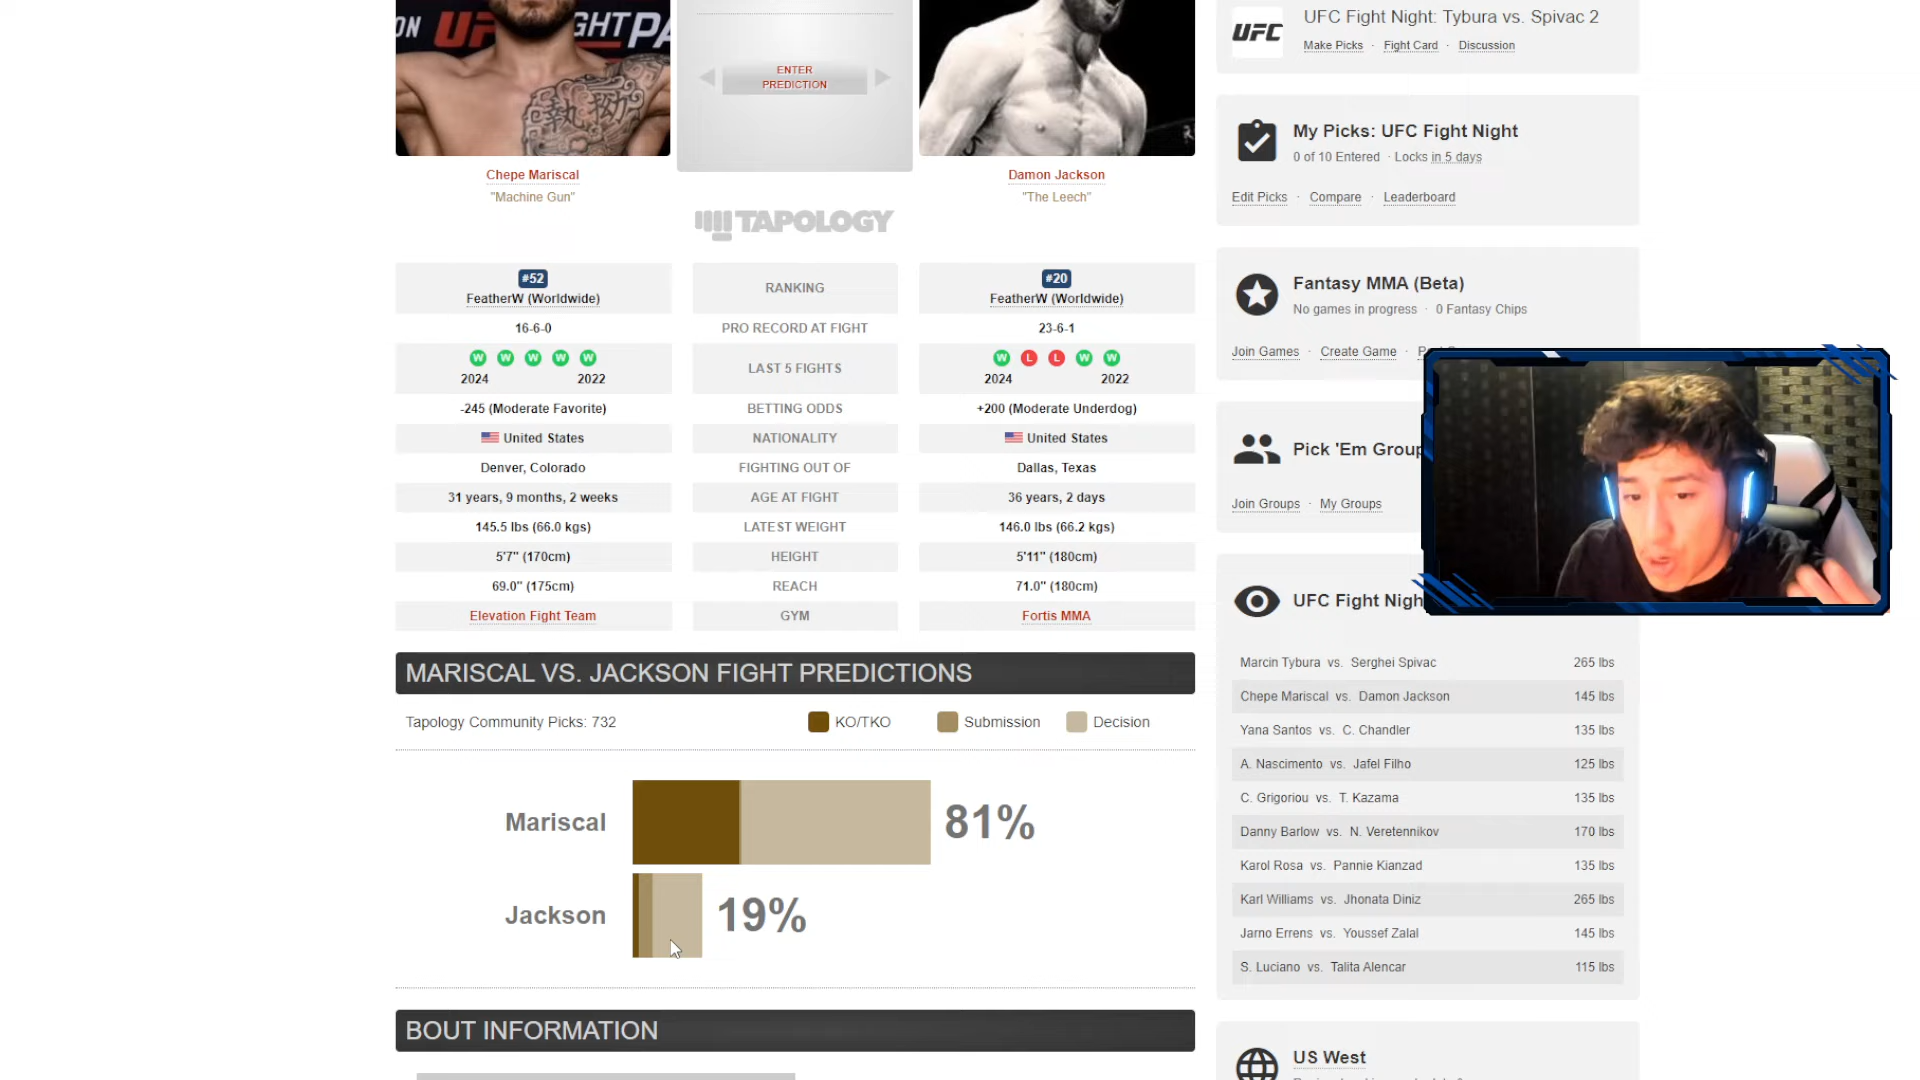 ON UFC FIGHT PA
ENTER
PREDICTION
Chepe Mariscal
"Machine Gun"
Damon Jackson
"The Leech"
TAPOLOGY
#52
FeatherW (Worldwide)
RANKING
#20
FeatherW (Worldwide)
16-6-0
PRO RECORD AT FIGHT
23-6-1
W W W W W
2024 2022
LAST 5 FIGHTS
W L L W W
2024 2022
-245 (Moderate Favorite)
BETTING ODDS
+200 (Moderate Underdog)
United States
NATIONALITY
United States
Denver, Colorado
FIGHTING OUT OF
Dallas, Texas
31 years, 9 months, 2 weeks
AGE AT FIGHT
36 years, 2 days
145.5 lbs (66.0 kgs)
LATEST WEIGHT
146.0 lbs (66.2 kgs)
5'7" (170cm)
HEIGHT
5'11" (180cm)
69.0" (175cm)
REACH
71.0" (180cm)
Elevation Fight Team
GYM
Fortis MMA
MARISCAL VS. JACKSON FIGHT PREDICTIONS
Tapology Community Picks: 732
KO/TKO
Submission
Decision
Mariscal 81%
Jackson 19%
BOUT INFORMATION
UFC
UFC Fight Night: Tybura vs. Spivac 2
Make Picks · Fight Card · Discussion
My Picks: UFC Fight Night
0 of 10 Entered · Locks in 5 days
Edit Picks · Compare · Leaderboard
Fantasy MMA (Beta)
No games in progress · 0 Fantasy Chips
Join Games · Create Game ·
Pick 'Em Group
Join Groups · My Groups
UFC Fight Nigh
Marcin Tybura vs. Serghei Spivac 265 lbs
Chepe Mariscal vs. Damon Jackson 145 lbs
Yana Santos vs. C. Chandler 135 lbs
A. Nascimento vs. Jafel Filho 125 lbs
C. Grigoriou vs. T. Kazama 135 lbs
Danny Barlow vs. N. Veretennikov 170 lbs
Karol Rosa vs. Pannie Kianzad 135 lbs
Karl Williams vs. Jhonata Diniz 265 lbs
Jarno Errens vs. Youssef Zalal 145 lbs
S. Luciano vs. Talita Alencar 115 lbs
US West